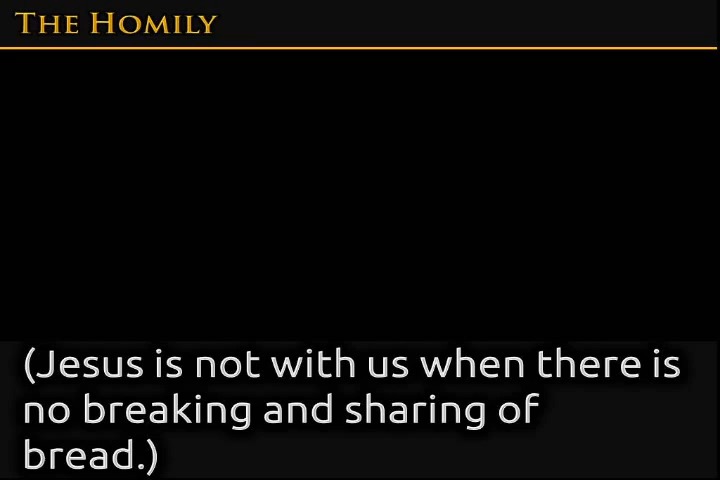 The Homily
(Jesus is not with us when there is
no breaking and sharing of
bread.)